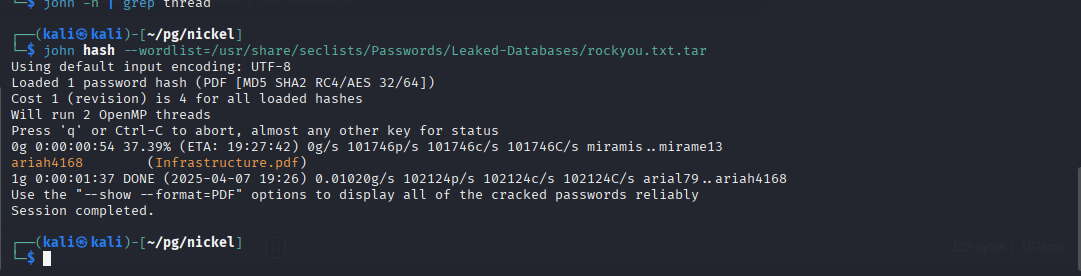 └─$ john -h | grep thread
┌──(kali㉿kali)-[~/pg/nickel]
└─$ john hash --wordlist=/usr/share/seclists/Passwords/Leaked-Databases/rockyou.txt.tar
Using default input encoding: UTF-8
Loaded 1 password hash (PDF [MD5 SHA2 RC4/AES 32/64])
Cost 1 (revision) is 4 for all loaded hashes
Will run 2 OpenMP threads
Press 'q' or Ctrl-C to abort, almost any other key for status
0g 0:00:00:54 37.39% (ETA: 19:27:42) 0g/s 101746p/s 101746c/s 101746C/s miramis..mirame13
ariah4168        (Infrastructure.pdf)
1g 0:00:01:37 DONE (2025-04-07 19:26) 0.01020g/s 102124p/s 102124c/s 102124C/s arial79..ariah4168
Use the "--show --format=PDF" options to display all of the cracked passwords reliably
Session completed.
┌──(kali㉿kali)-[~/pg/nickel]
└─$